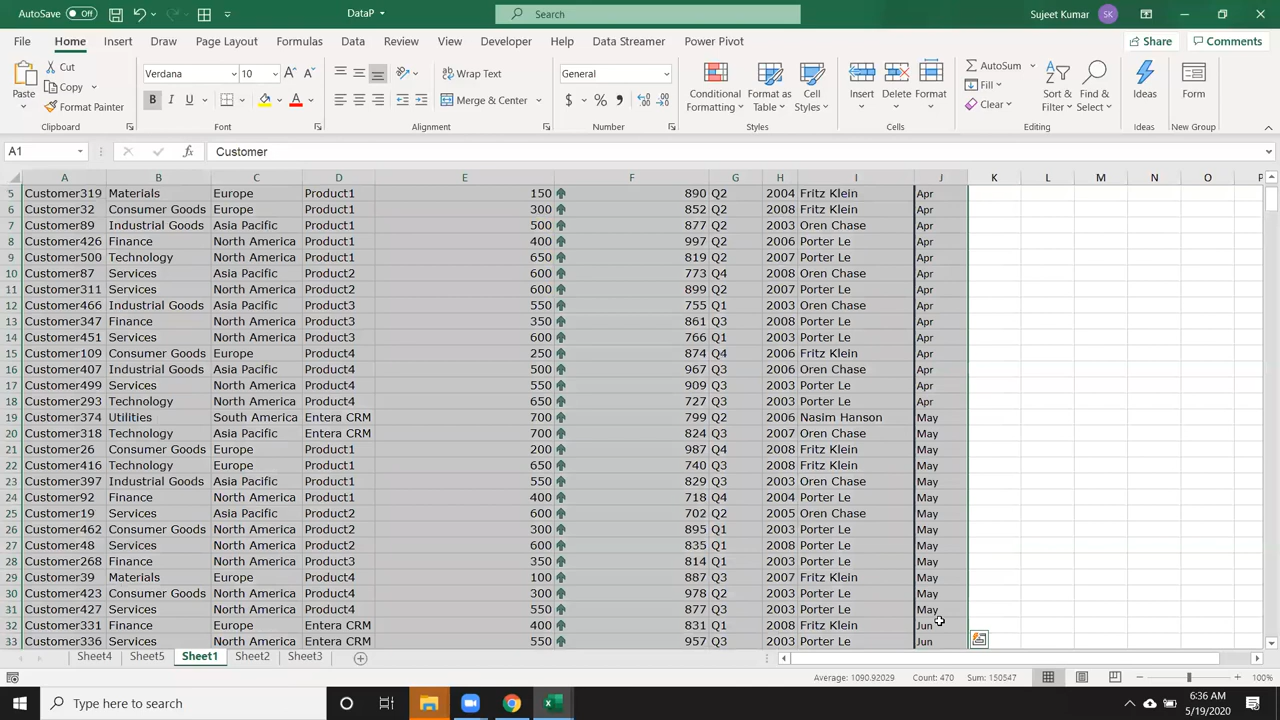 AutoSave Off DataP Search Sujeet Kumar SK
File Home Insert Draw Page Layout Formulas Data Review View Developer Help Data Streamer Power Pivot Share Comments
Paste Cut Copy Format Painter Clipboard
Verdana 10 B I U A Font
Wrap Text Merge & Center Alignment
General $ % Number
Conditional Formatting Format as Table Cell Styles Styles
Insert Delete Format Cells
AutoSum Fill Clear Sort & Filter Find & Select Editing
Ideas Ideas
Form New Group
A1 fx Customer
A B C D E F G H I J K L M N O P
5 Customer319 Materials Europe Product1 150 890 Q2 2004 Fritz Klein Apr
6 Customer32 Consumer Goods Europe Product1 300 852 Q2 2008 Fritz Klein Apr
7 Customer89 Industrial Goods Asia Pacific Product1 500 877 Q2 2003 Oren Chase Apr
8 Customer426 Finance North America Product1 400 997 Q2 2006 Porter Le Apr
9 Customer500 Technology North America Product1 650 819 Q2 2007 Porter Le Apr
10 Customer87 Services Asia Pacific Product2 600 773 Q4 2008 Oren Chase Apr
11 Customer311 Services North America Product2 600 899 Q2 2007 Porter Le Apr
12 Customer466 Industrial Goods Asia Pacific Product3 550 755 Q1 2003 Oren Chase Apr
13 Customer347 Finance North America Product3 350 861 Q3 2008 Porter Le Apr
14 Customer451 Services North America Product3 600 766 Q1 2003 Porter Le Apr
15 Customer109 Consumer Goods Europe Product4 250 874 Q4 2006 Fritz Klein Apr
16 Customer407 Industrial Goods Asia Pacific Product4 500 967 Q3 2006 Oren Chase Apr
17 Customer499 Services North America Product4 550 909 Q3 2003 Porter Le Apr
18 Customer293 Technology North America Product4 650 727 Q3 2003 Porter Le Apr
19 Customer374 Utilities South America Entera CRM 700 799 Q2 2006 Nasim Hanson May
20 Customer318 Technology Asia Pacific Entera CRM 700 824 Q3 2007 Oren Chase May
21 Customer26 Consumer Goods Europe Product1 200 987 Q4 2008 Fritz Klein May
22 Customer416 Technology Europe Product1 650 740 Q3 2008 Fritz Klein May
23 Customer397 Industrial Goods Asia Pacific Product1 550 829 Q3 2003 Oren Chase May
24 Customer92 Finance North America Product1 400 718 Q4 2004 Porter Le May
25 Customer19 Services Asia Pacific Product2 600 702 Q2 2005 Oren Chase May
26 Customer462 Consumer Goods North America Product2 300 895 Q1 2003 Porter Le May
27 Customer48 Services North America Product2 600 835 Q1 2008 Porter Le May
28 Customer268 Finance North America Product3 350 814 Q1 2003 Porter Le May
29 Customer39 Materials Europe Product4 100 887 Q3 2007 Fritz Klein May
30 Customer423 Consumer Goods North America Product4 300 978 Q2 2003 Porter Le May
31 Customer427 Services North America Product4 550 877 Q3 2003 Porter Le May
32 Customer331 Finance Europe Entera CRM 400 831 Q1 2008 Fritz Klein Jun
33 Customer336 Services North America Entera CRM 550 957 Q3 2003 Porter Le Jun
Sheet4 Sheet5 Sheet1 Sheet2 Sheet3
Average: 1090.92029 Count: 470 Sum: 150547 100%
Type here to search
6:36 AM
5/19/2020